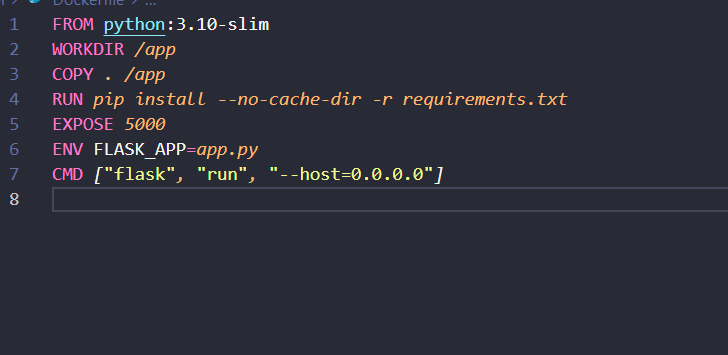 Dockerfile / ...
1 FROM python:3.10-slim
2 WORKDIR /app
3 COPY . /app
4 RUN pip install --no-cache-dir -r requirements.txt
5 EXPOSE 5000
6 ENV FLASK_APP=app.py
7 CMD ["flask", "run", "--host=0.0.0.0"]
8